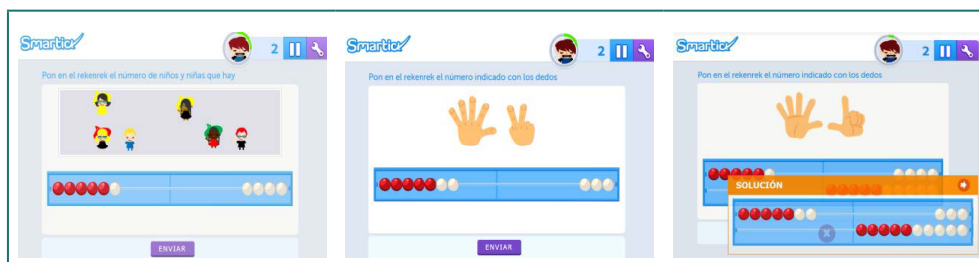 Smartick
2
Pon en el rekenrek el número de niños y niñas que hay
ENVIAR
Smartick
2
Pon en el rekenrek el número indicado con los dedos
ENVIAR
Smartick
2
Pon en el rekenrek el número indicado con los dedos
SOLUCIÓN